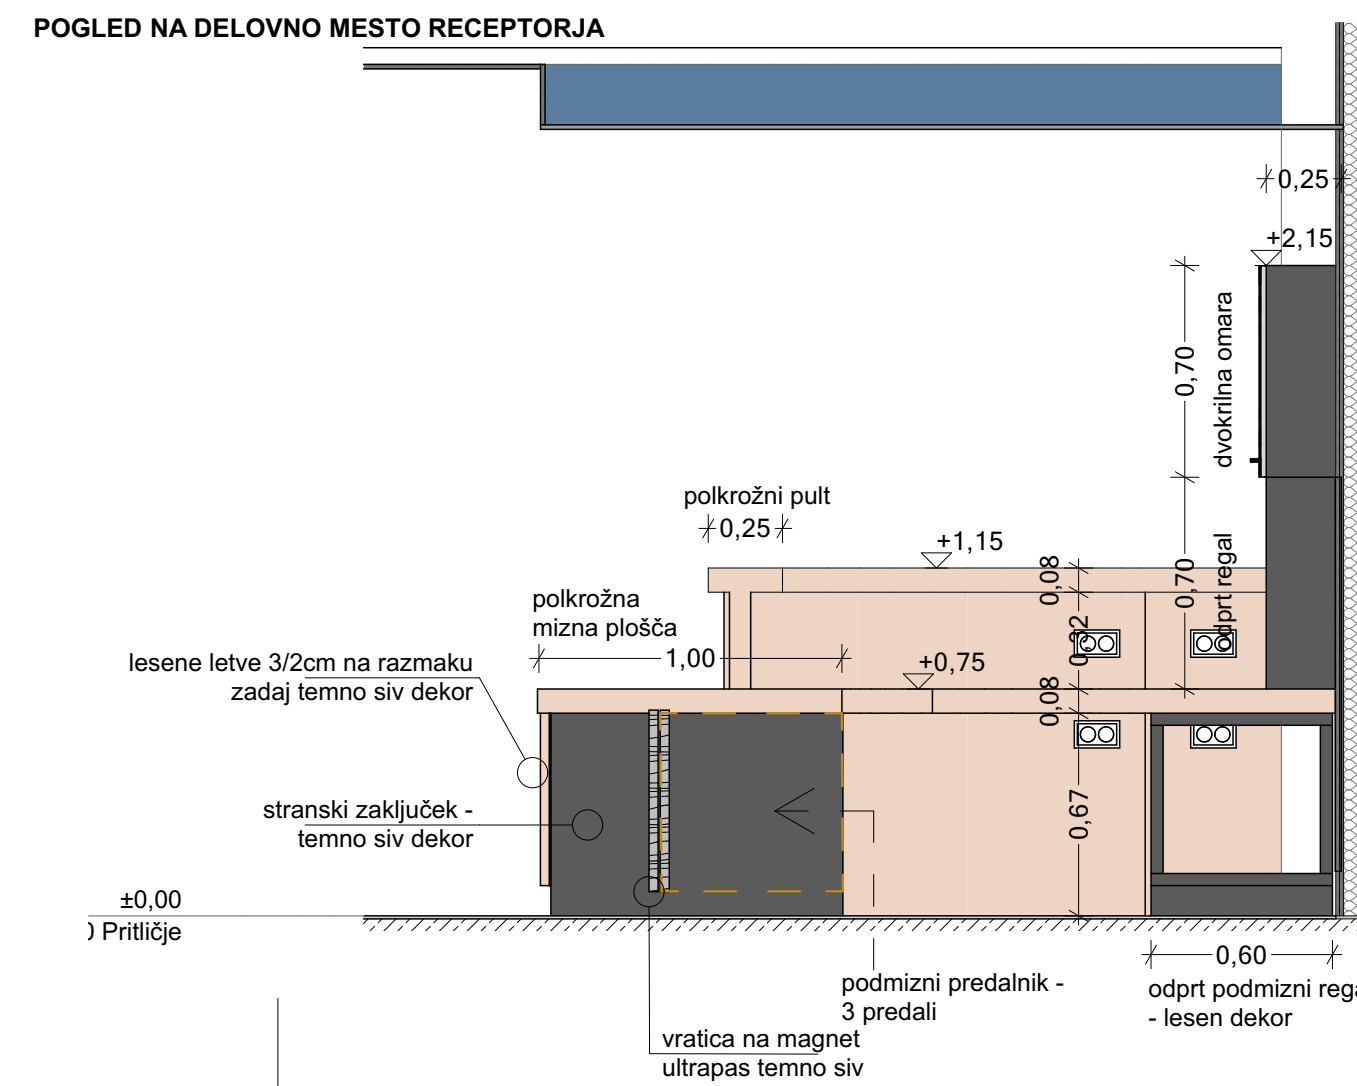 POGLED NA DELOVNO MESTO RECEPTORJA
0,25
+2,15
0,70
dvokrilna omara
polkrožni pult
0,25
+1,15
0,08
0,70
odprt regal
polkrožna
mizna plošča
0,32
1,00
+0,75
lesene letve 3/2cm na razmaku
zadaj temno siv dekor
0,08
stranski zaključek -
temno siv dekor
0,67
±0,00
0 Pritličje
0,60
podmizni predalnik -
3 predali
odprt podmizni rega
- lesen dekor
vratica na magnet
ultrapas temno siv